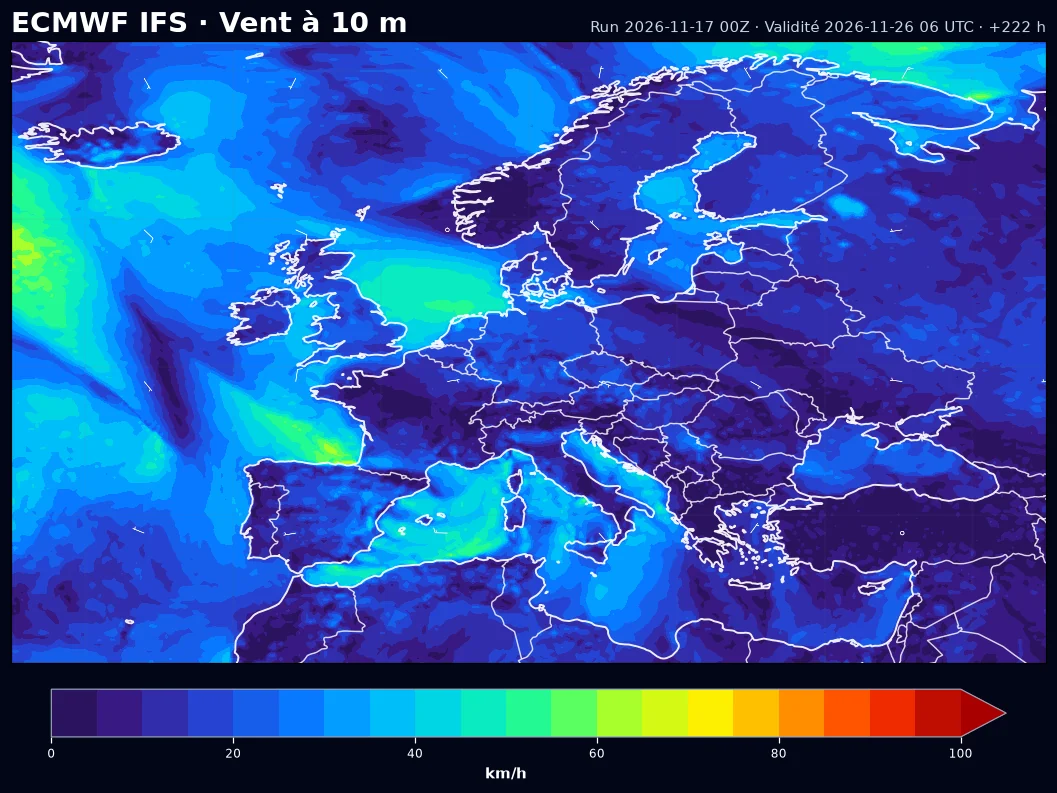 ECMWF IFS · Vent à 10 m
Run 2026-11-17 00Z · Validité 2026-11-26 06 UTC · +222 h
0 20 40 60 80 100
km/h